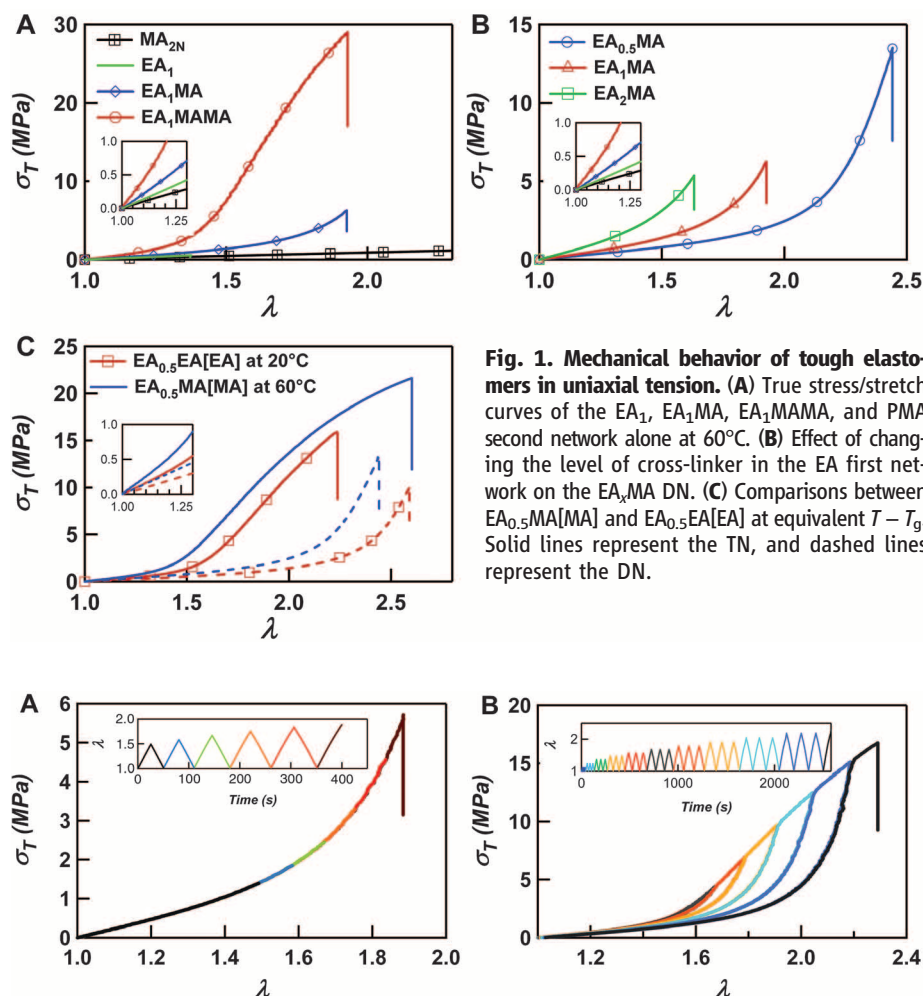 A
30
20
10
0
σT (MPa)
MA2N
EA1
EA1MA
EA1MAMA
1.0
0.5
0.0
1.00 1.25
1.0 1.5 2.0
λ
B
15
10
5
0
σT (MPa)
EA0.5MA
EA1MA
EA2MA
1.0
0.5
0.0
1.00 1.25
1.0 1.5 2.0 2.5
λ
C
25
20
15
10
5
0
σT (MPa)
EA0.5EA[EA] at 20°C
EA0.5MA[MA] at 60°C
1.0
0.5
0.0
1.00 1.25
1.0 1.5 2.0 2.5
λ
Fig. 1. Mechanical behavior of tough elasto-
mers in uniaxial tension. (A) True stress/stretch
curves of the EA1, EA1MA, EA1MAMA, and PMA
second network alone at 60°C. (B) Effect of chang-
ing the level of cross-linker in the EA first net-
work on the EAxMA DN. (C) Comparisons between
EA0.5MA[MA] and EA0.5EA[EA] at equivalent T – Tg
Solid lines represent the TN, and dashed lines
represent the DN.
A
6
5
4
3
2
1
0
σT (MPa)
2.0
1.5
1.0
λ
0 100 200 300 400
Time (s)
1.0 1.2 1.4 1.6 1.8 2.0
λ
B
20
15
10
5
0
σT (MPa)
2
1
λ
0 1000 2000
Time (s)
1.2 1.6 2.0 2.4
λ